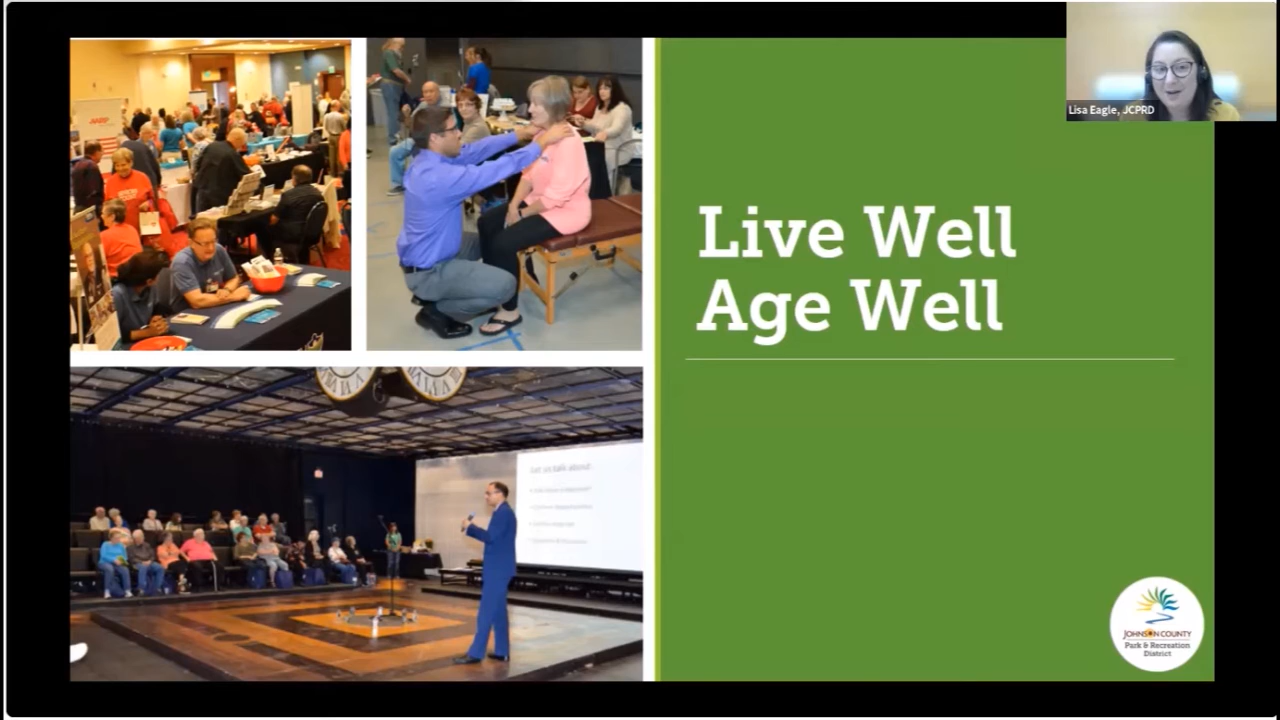 Lisa Eagle, JCPRD
AARP
Live Well
Age Well
JOHNSON COUNTY
Park & Recreation
District